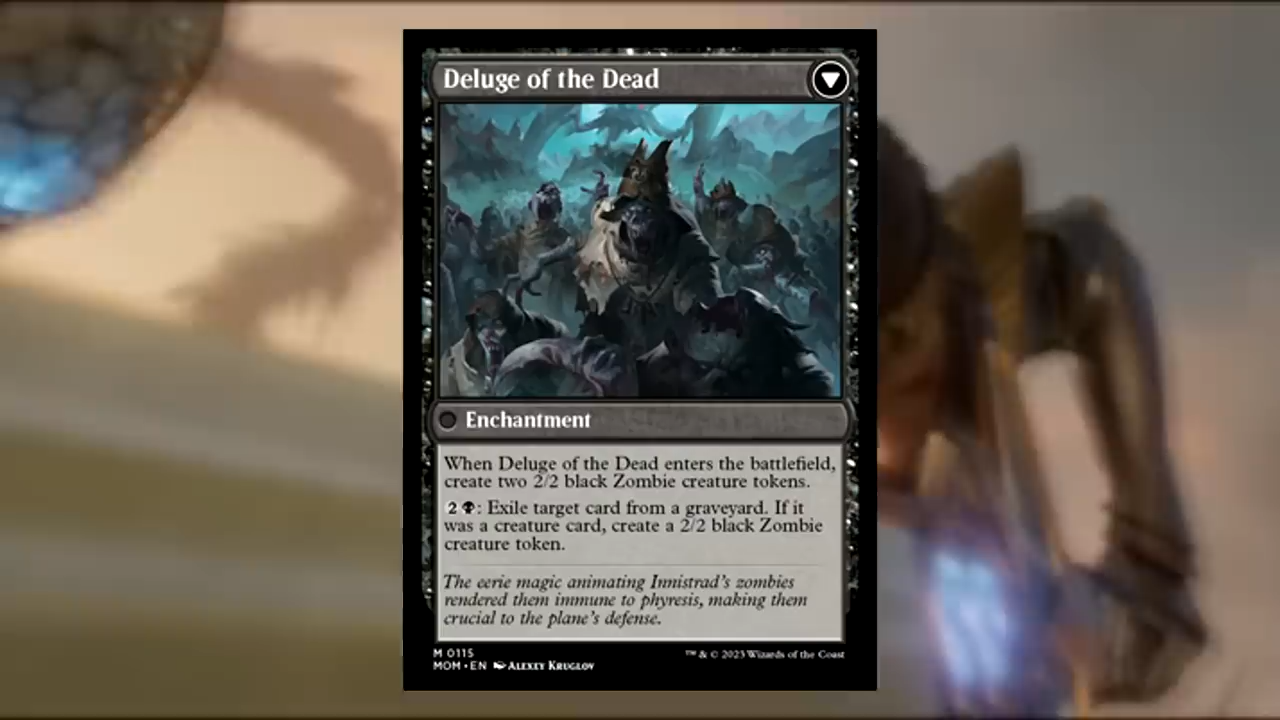 Deluge of the Dead
Enchantment
When Deluge of the Dead enters the battlefield,
create two 2/2 black Zombie creature tokens.
2 : Exile target card from a graveyard. If it
was a creature card, create a 2/2 black Zombie
creature token.
The eerie magic animating Innistrad's zombies
rendered them immune to phyresis, making them
crucial to the plane's defense.
M 0115
™ & © 2023 Wizards of the Coast
MOM • EN Alexey Kruglov